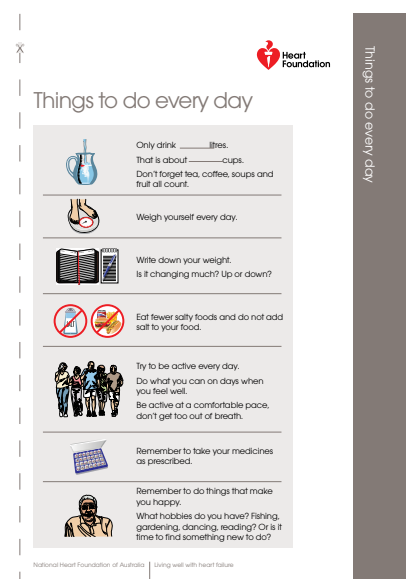 Heart
Foundation
Things to do every day
Things to do every day
Only drink ______litres.
That is about ______cups.
Don't forget tea, coffee, soups and
fruit all count.
Weigh yourself every day.
Write down your weight.
Is it changing much? Up or down?
Eat fewer salty foods and do not add
salt to your food.
Try to be active every day.
Do what you can on days when
you feel well.
Be active at a comfortable pace,
don't get too out of breath.
Remember to take your medicines
as prescribed.
Remember to do things that make
you happy.
What hobbies do you have? Fishing,
gardening, dancing, reading? Or is it
time to find something new to do?
National Heart Foundation of Australia | Living well with heart failure